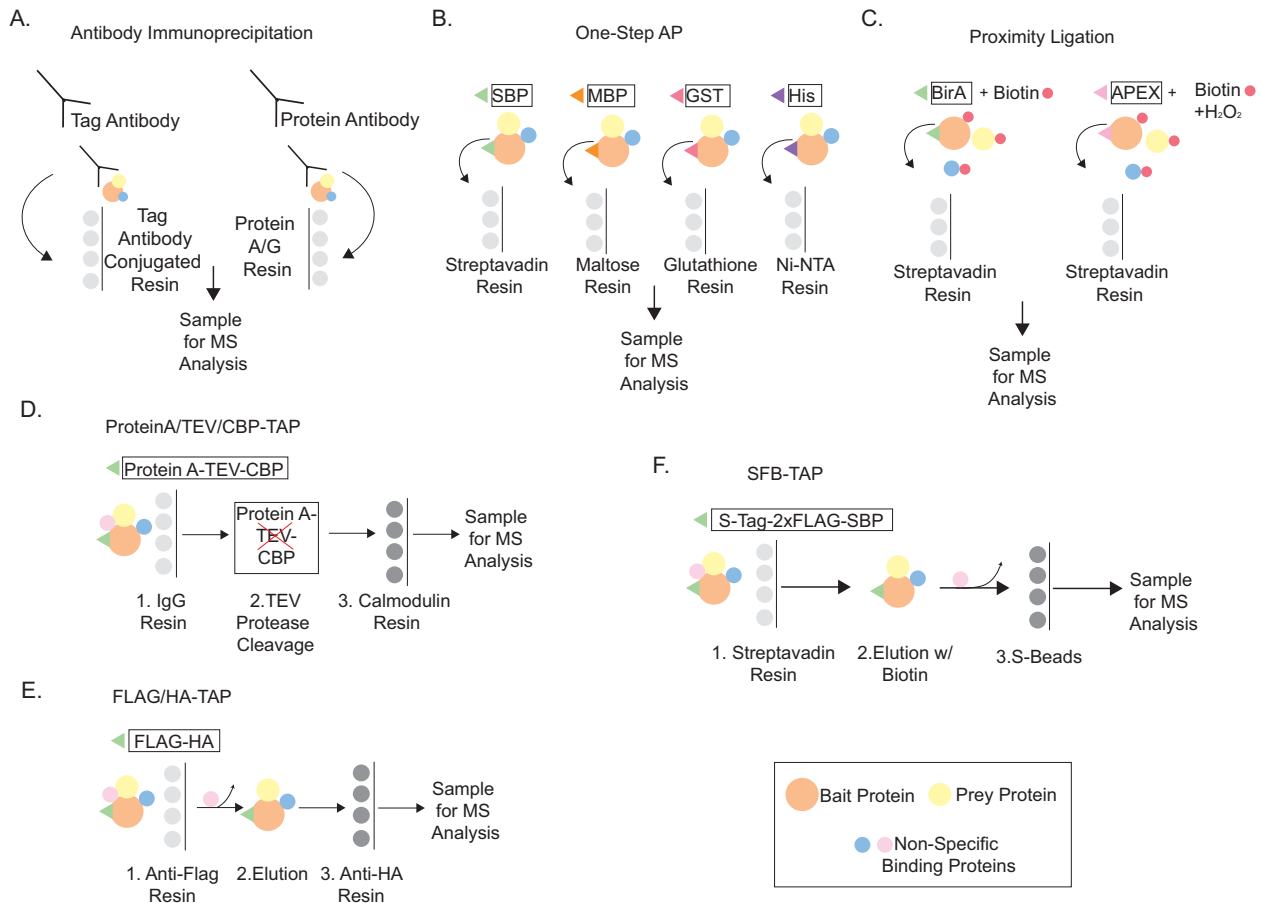 A.
Antibody Immunoprecipitation
Tag Antibody
Protein Antibody
Tag
Antibody
Conjugated
Resin
Protein
A/G
Resin
Sample
for MS
Analysis
B.
One-Step AP
SBP
MBP
GST
His
Streptavadin
Resin
Maltose
Resin
Glutathione
Resin
Ni-NTA
Resin
Sample
for MS
Analysis
C.
Proximity Ligation
BirA + Biotin
APEX + Biotin
+H₂O₂
Streptavadin
Resin
Streptavadin
Resin
Sample
for MS
Analysis
D.
ProteinA/TEV/CBP-TAP
Protein A-TEV-CBP
Protein A-
TEV-
CBP
1. IgG
Resin
2.TEV
Protease
Cleavage
3. Calmodulin
Resin
Sample
for MS
Analysis
E.
FLAG/HA-TAP
FLAG-HA
1. Anti-Flag
Resin
2.Elution
3. Anti-HA
Resin
Sample
for MS
Analysis
F.
SFB-TAP
S-Tag-2xFLAG-SBP
1. Streptavadin
Resin
2.Elution w/
Biotin
3.S-Beads
Sample
for MS
Analysis
Bait Protein
Prey Protein
Non-Specific
Binding Proteins